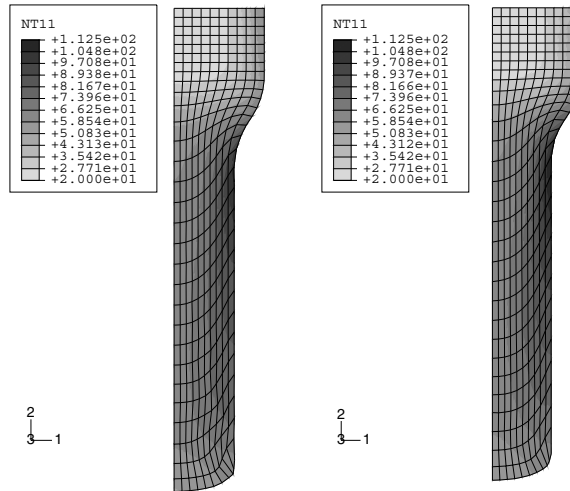 NT11
+1.125e+02
+1.048e+02
+9.708e+01
+8.938e+01
+8.167e+01
+7.396e+01
+6.625e+01
+5.854e+01
+5.083e+01
+4.313e+01
+3.542e+01
+2.771e+01
+2.000e+01
2
3 1
NT11
+1.125e+02
+1.048e+02
+9.708e+01
+8.937e+01
+8.166e+01
+7.396e+01
+6.625e+01
+5.854e+01
+5.083e+01
+4.312e+01
+3.542e+01
+2.771e+01
+2.000e+01
2
3 1